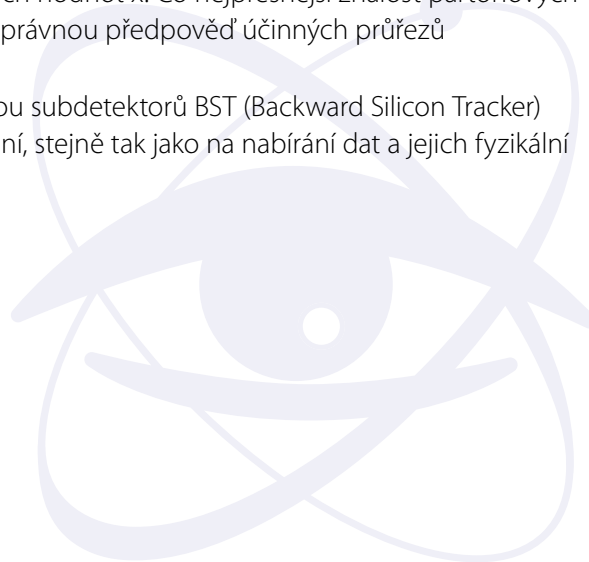 hodnot x. Co nejpřesnější znalost partonových
právnou předpověď účinných průřezů
ou subdetektorů BST (Backward Silicon Tracker)
ní, stejně tak jako na nabírání dat a jejich fyzikální